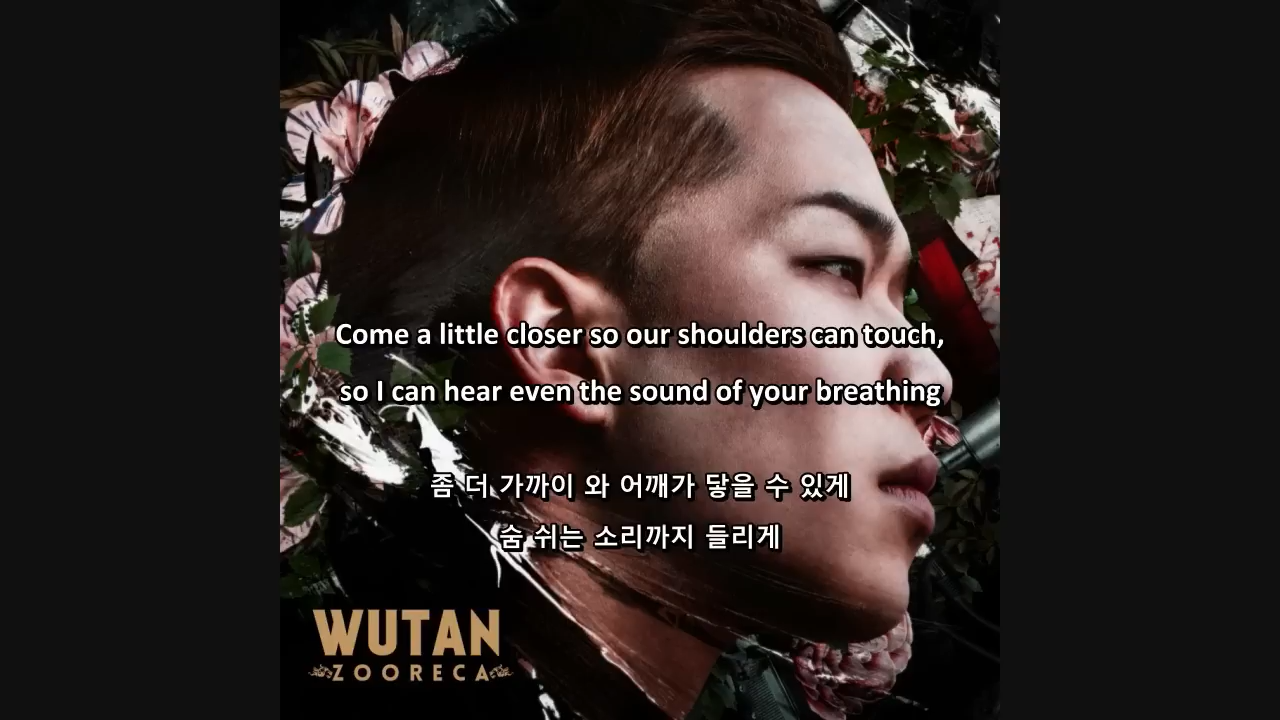 Come a little closer so our shoulders can touch,
so I can hear even the sound of your breathing
좀 더 가까이 와 어깨가 닿을 수 있게
숨 쉬는 소리까지 들리게
WUTAN
ZOORECA